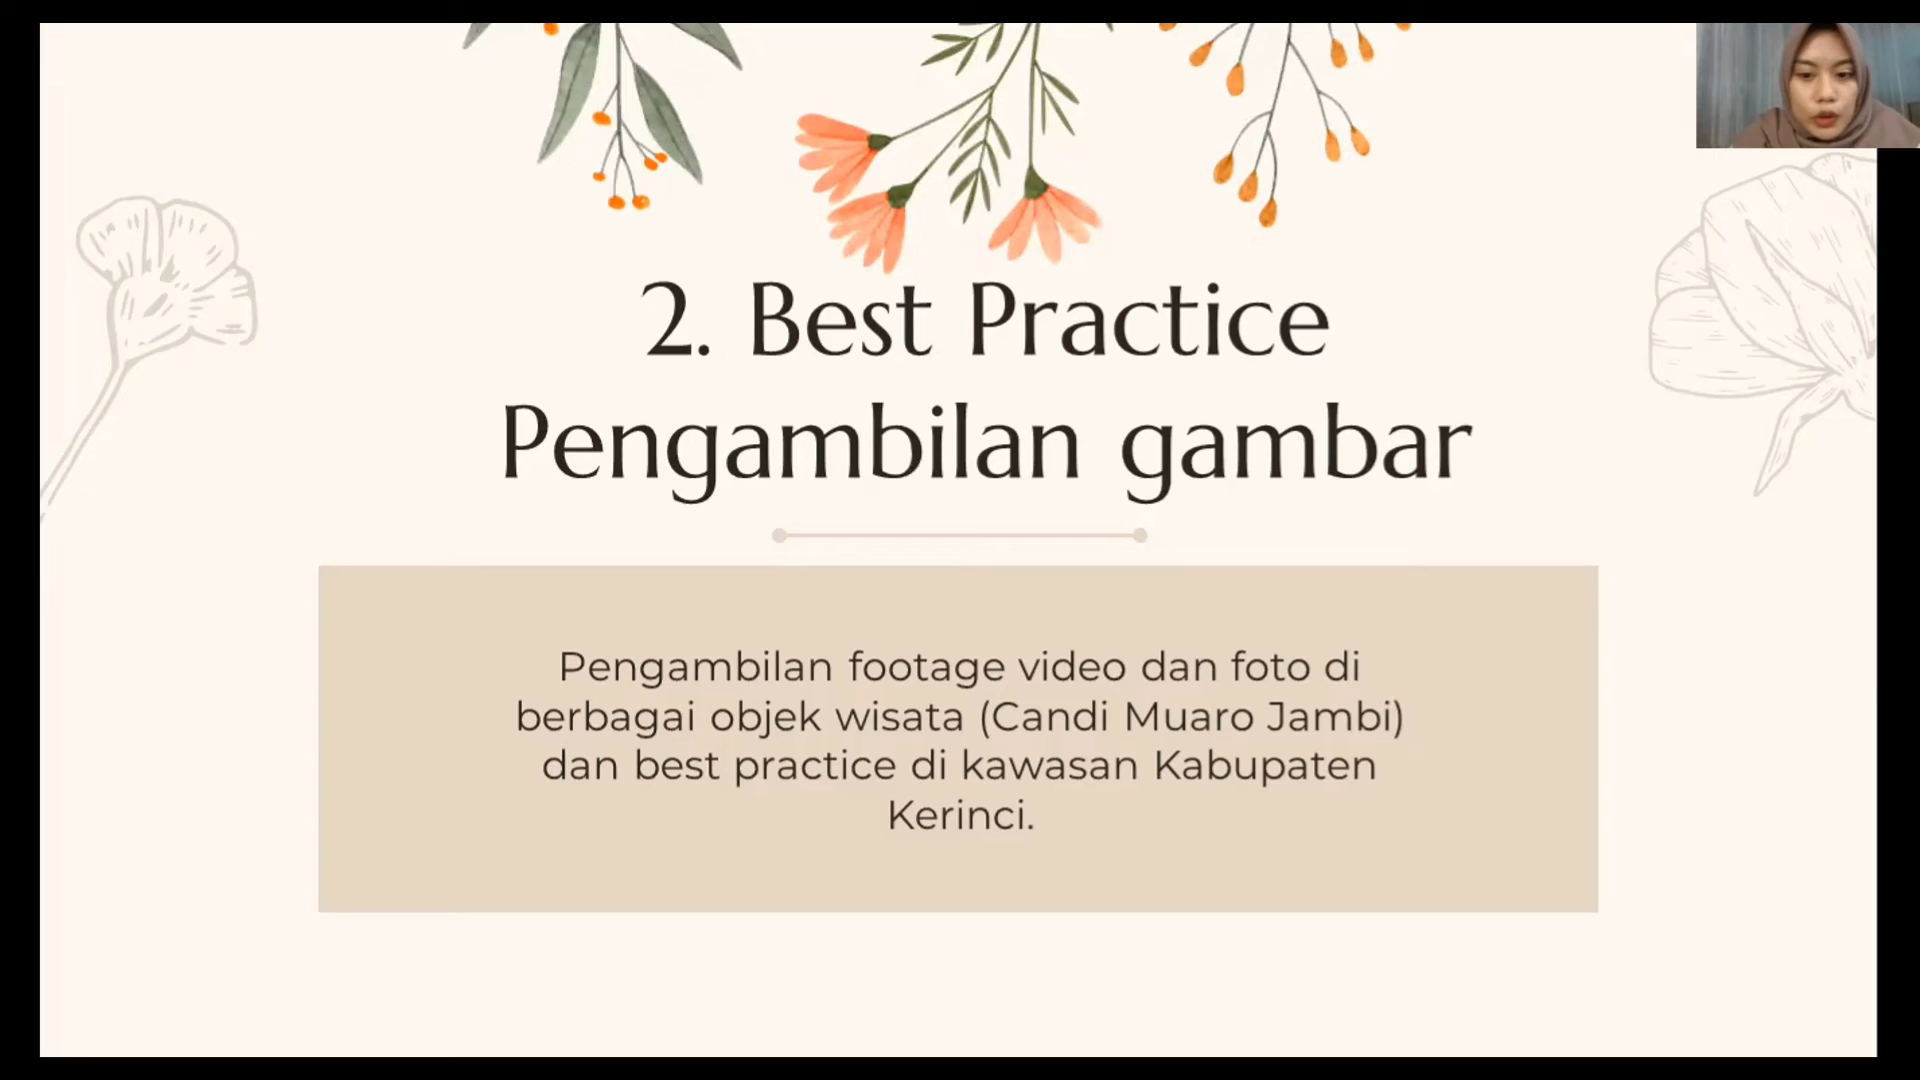 2. Best Practice
Pengambilan gambar
Pengambilan footage video dan foto di
berbagai objek wisata (Candi Muaro Jambi)
dan best practice di kawasan Kabupaten
Kerinci.